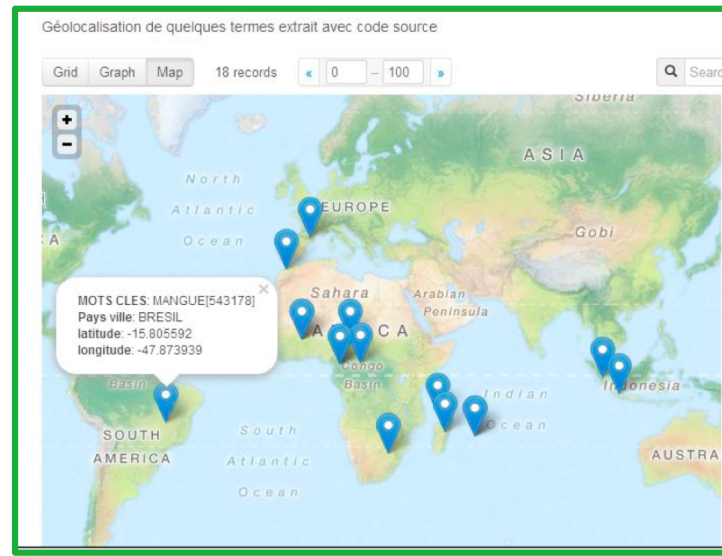 Géolocalisation de quelques termes extrait avec code source
Grid Graph Map 18 records « 0 – 100 » Searc
Siberia
ASIA
North
Atlantic
Ocean
EUROPE
Gobi
A
Sahara
Arabian
Peninsula
MOTS CLES: MANGUE[543178]
Pays ville: BRESIL
latitude: -15.805592
longitude: -47.873939
Congo
Basin
Basin
Indian
Ocean
Indonesia
SOUTH
AMERICA
South
Atlantic
Ocean
AUSTRA